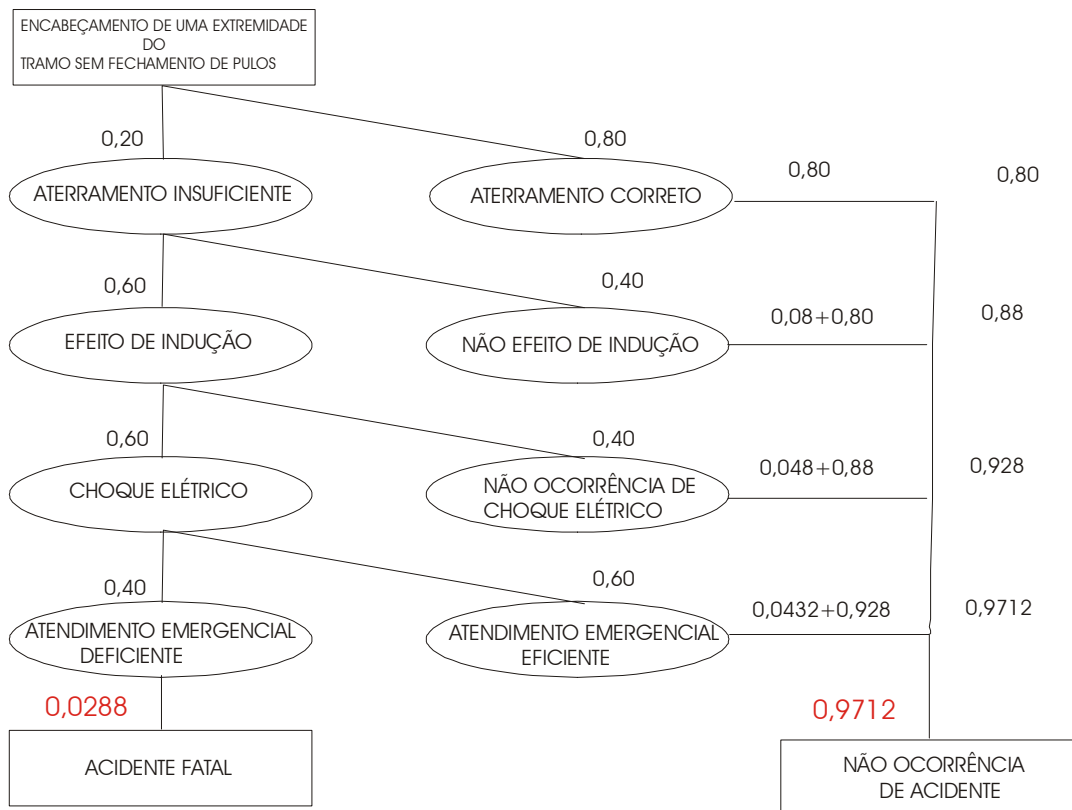 ENCABEÇAMENTO DE UMA EXTREMIDADE
DO
TRAMO SEM FECHAMENTO DE PULOS
0,20
0,80
ATERRAMENTO INSUFICIENTE
ATERRAMENTO CORRETO
0,80
0,80
0,60
0,40
EFEITO DE INDUÇÃO
NÃO EFEITO DE INDUÇÃO
0,08+0,80
0,88
0,60
0,40
CHOQUE ELÉTRICO
NÃO OCORRÊNCIA DE
CHOQUE ELÉTRICO
0,048+0,88
0,928
0,40
0,60
ATENDIMENTO EMERGENCIAL
DEFICIENTE
ATENDIMENTO EMERGENCIAL
EFICIENTE
0,0432+0,928
0,9712
0,0288
0,9712
ACIDENTE FATAL
NÃO OCORRÊNCIA
DE ACIDENTE